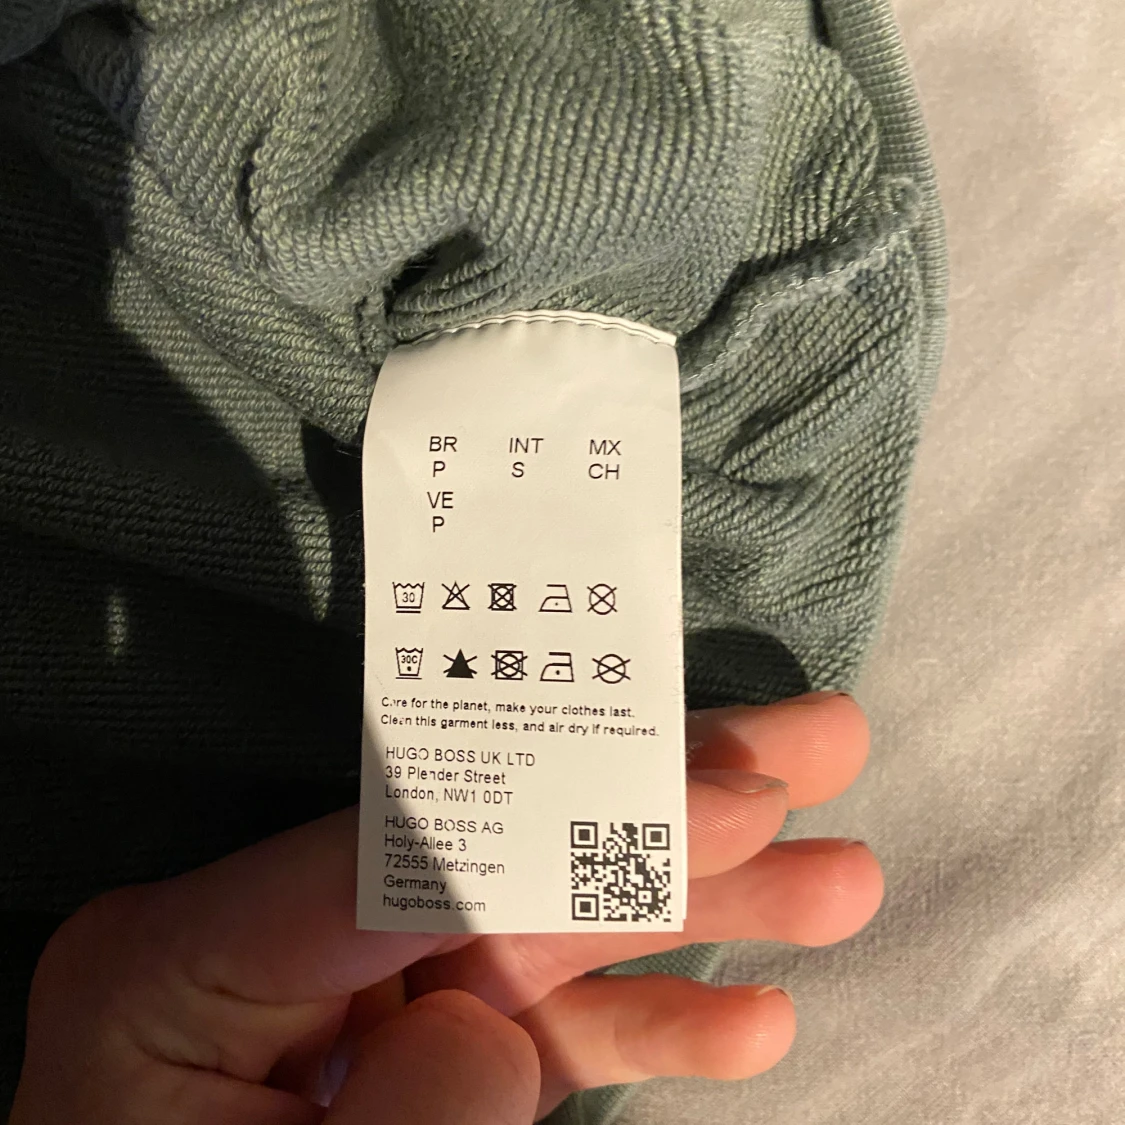 BR INT MX
P S CH
VE
P
30
30C
Care for the planet, make your clothes last.
Clean this garment less, and air dry if required.
HUGO BOSS UK LTD
39 Plender Street
London, NW1 0DT
HUGO BOSS AG
Holy-Allee 3
72555 Metzingen
Germany
hugoboss.com